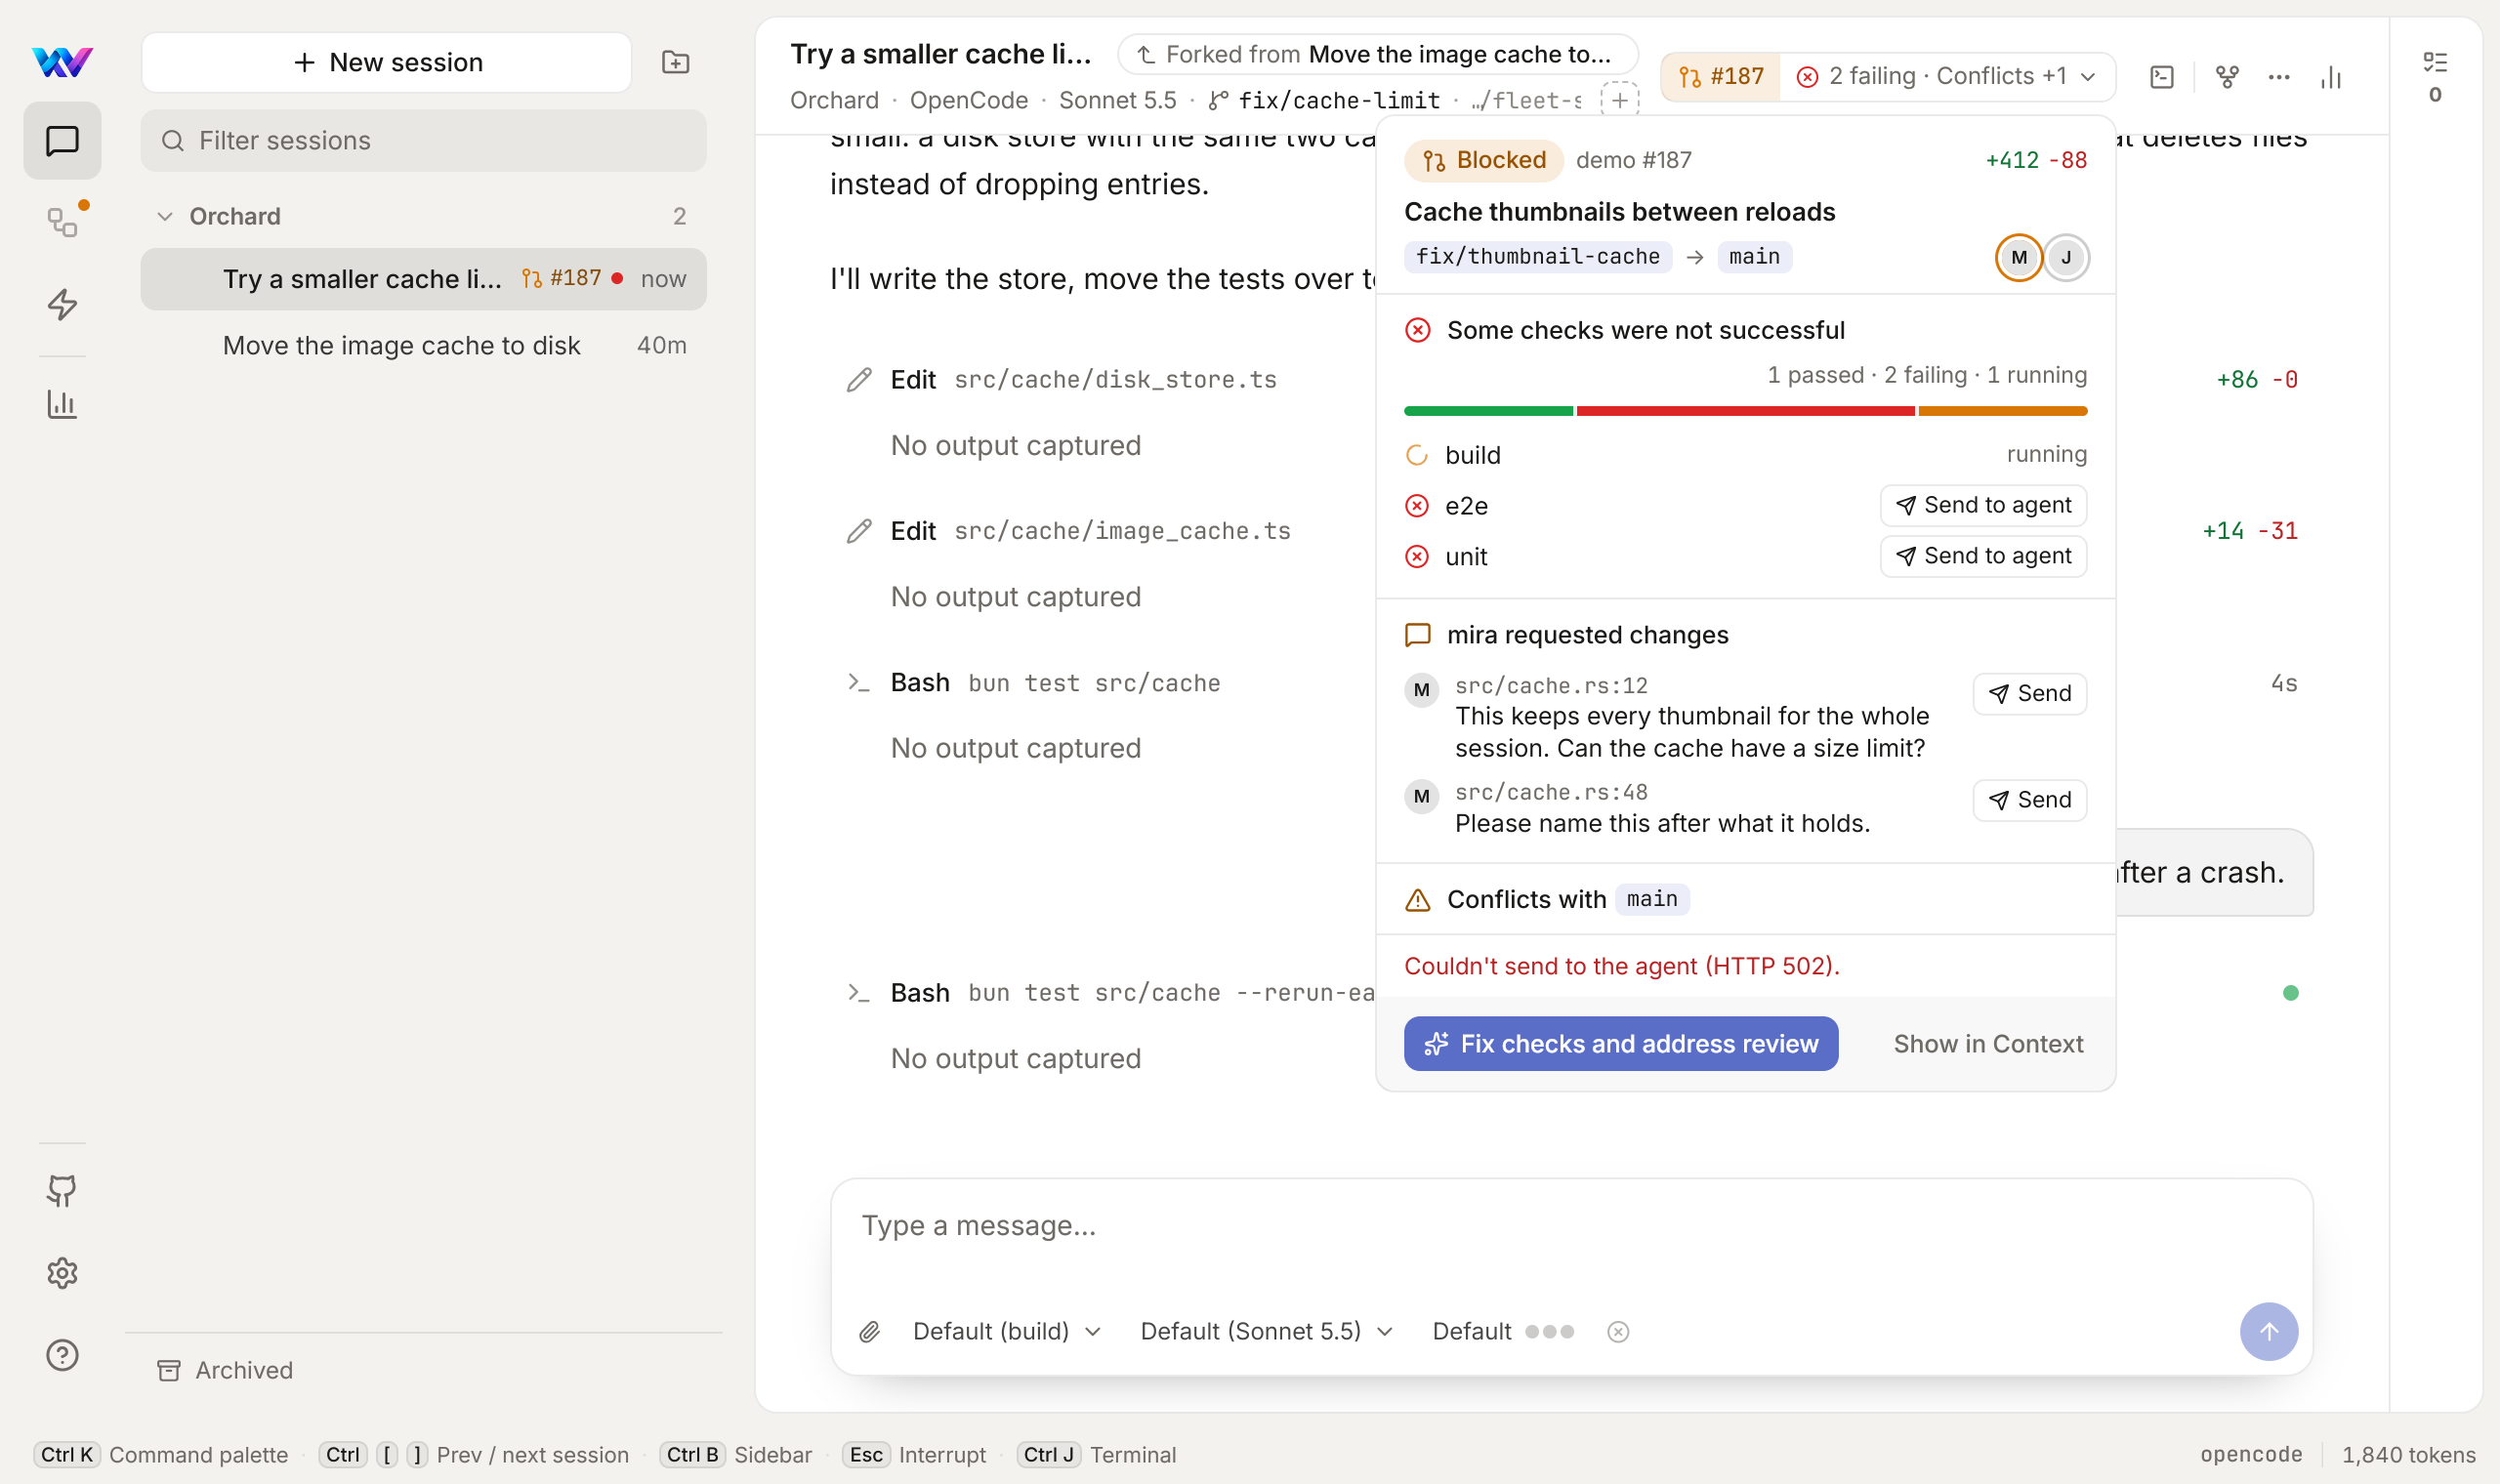 New session
Filter sessions
Orchard 2
Try a smaller cache li... #187 now
Move the image cache to disk 40m
Archived
Try a smaller cache li... Forked from Move the image cache to...
Orchard · OpenCode · Sonnet 5.5 · fix/cache-limit · ../fleet-s
#187 2 failing · Conflicts +1
0
small: a disk store with the same two ca
at deletes files
instead of dropping entries.
I'll write the store, move the tests over t
Edit src/cache/disk_store.ts +86 -0
No output captured
Edit src/cache/image_cache.ts +14 -31
No output captured
Bash bun test src/cache 4s
No output captured
fter a crash.
Bash bun test src/cache --rerun-ea
No output captured
Blocked demo #187 +412 -88
Cache thumbnails between reloads
fix/thumbnail-cache → main M J
Some checks were not successful
1 passed · 2 failing · 1 running
build running
e2e Send to agent
unit Send to agent
mira requested changes
M src/cache.rs:12 Send
This keeps every thumbnail for the whole
session. Can the cache have a size limit?
M src/cache.rs:48 Send
Please name this after what it holds.
Conflicts with main
Couldn't send to the agent (HTTP 502).
Fix checks and address review Show in Context
Type a message...
Default (build) Default (Sonnet 5.5) Default
Ctrl K Command palette · Ctrl [ ] Prev / next session · Ctrl B Sidebar · Esc Interrupt · Ctrl J Terminal
opencode 1,840 tokens